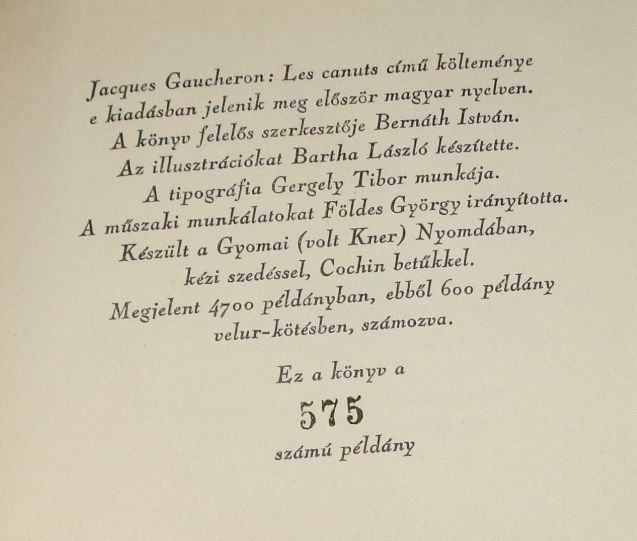 Jacques Gaucheron: Les canuts című költeménye
e kiadásban jelenik meg először magyar nyelven.
A könyv felelős szerkesztője Bernáth István.
Az illusztrációkat Bartha László készítette.
A tipográfia Gergely Tibor munkája.
A műszaki munkálatokat Földes György irányította.
Készült a Gyomai (volt Kner) Nyomdában,
kézi szedéssel, Cochin betűkkel.
Megjelent 4700 példányban, ebből 600 példány
velur-kötésben, számozva.
Ez a könyv a
575
számú példány